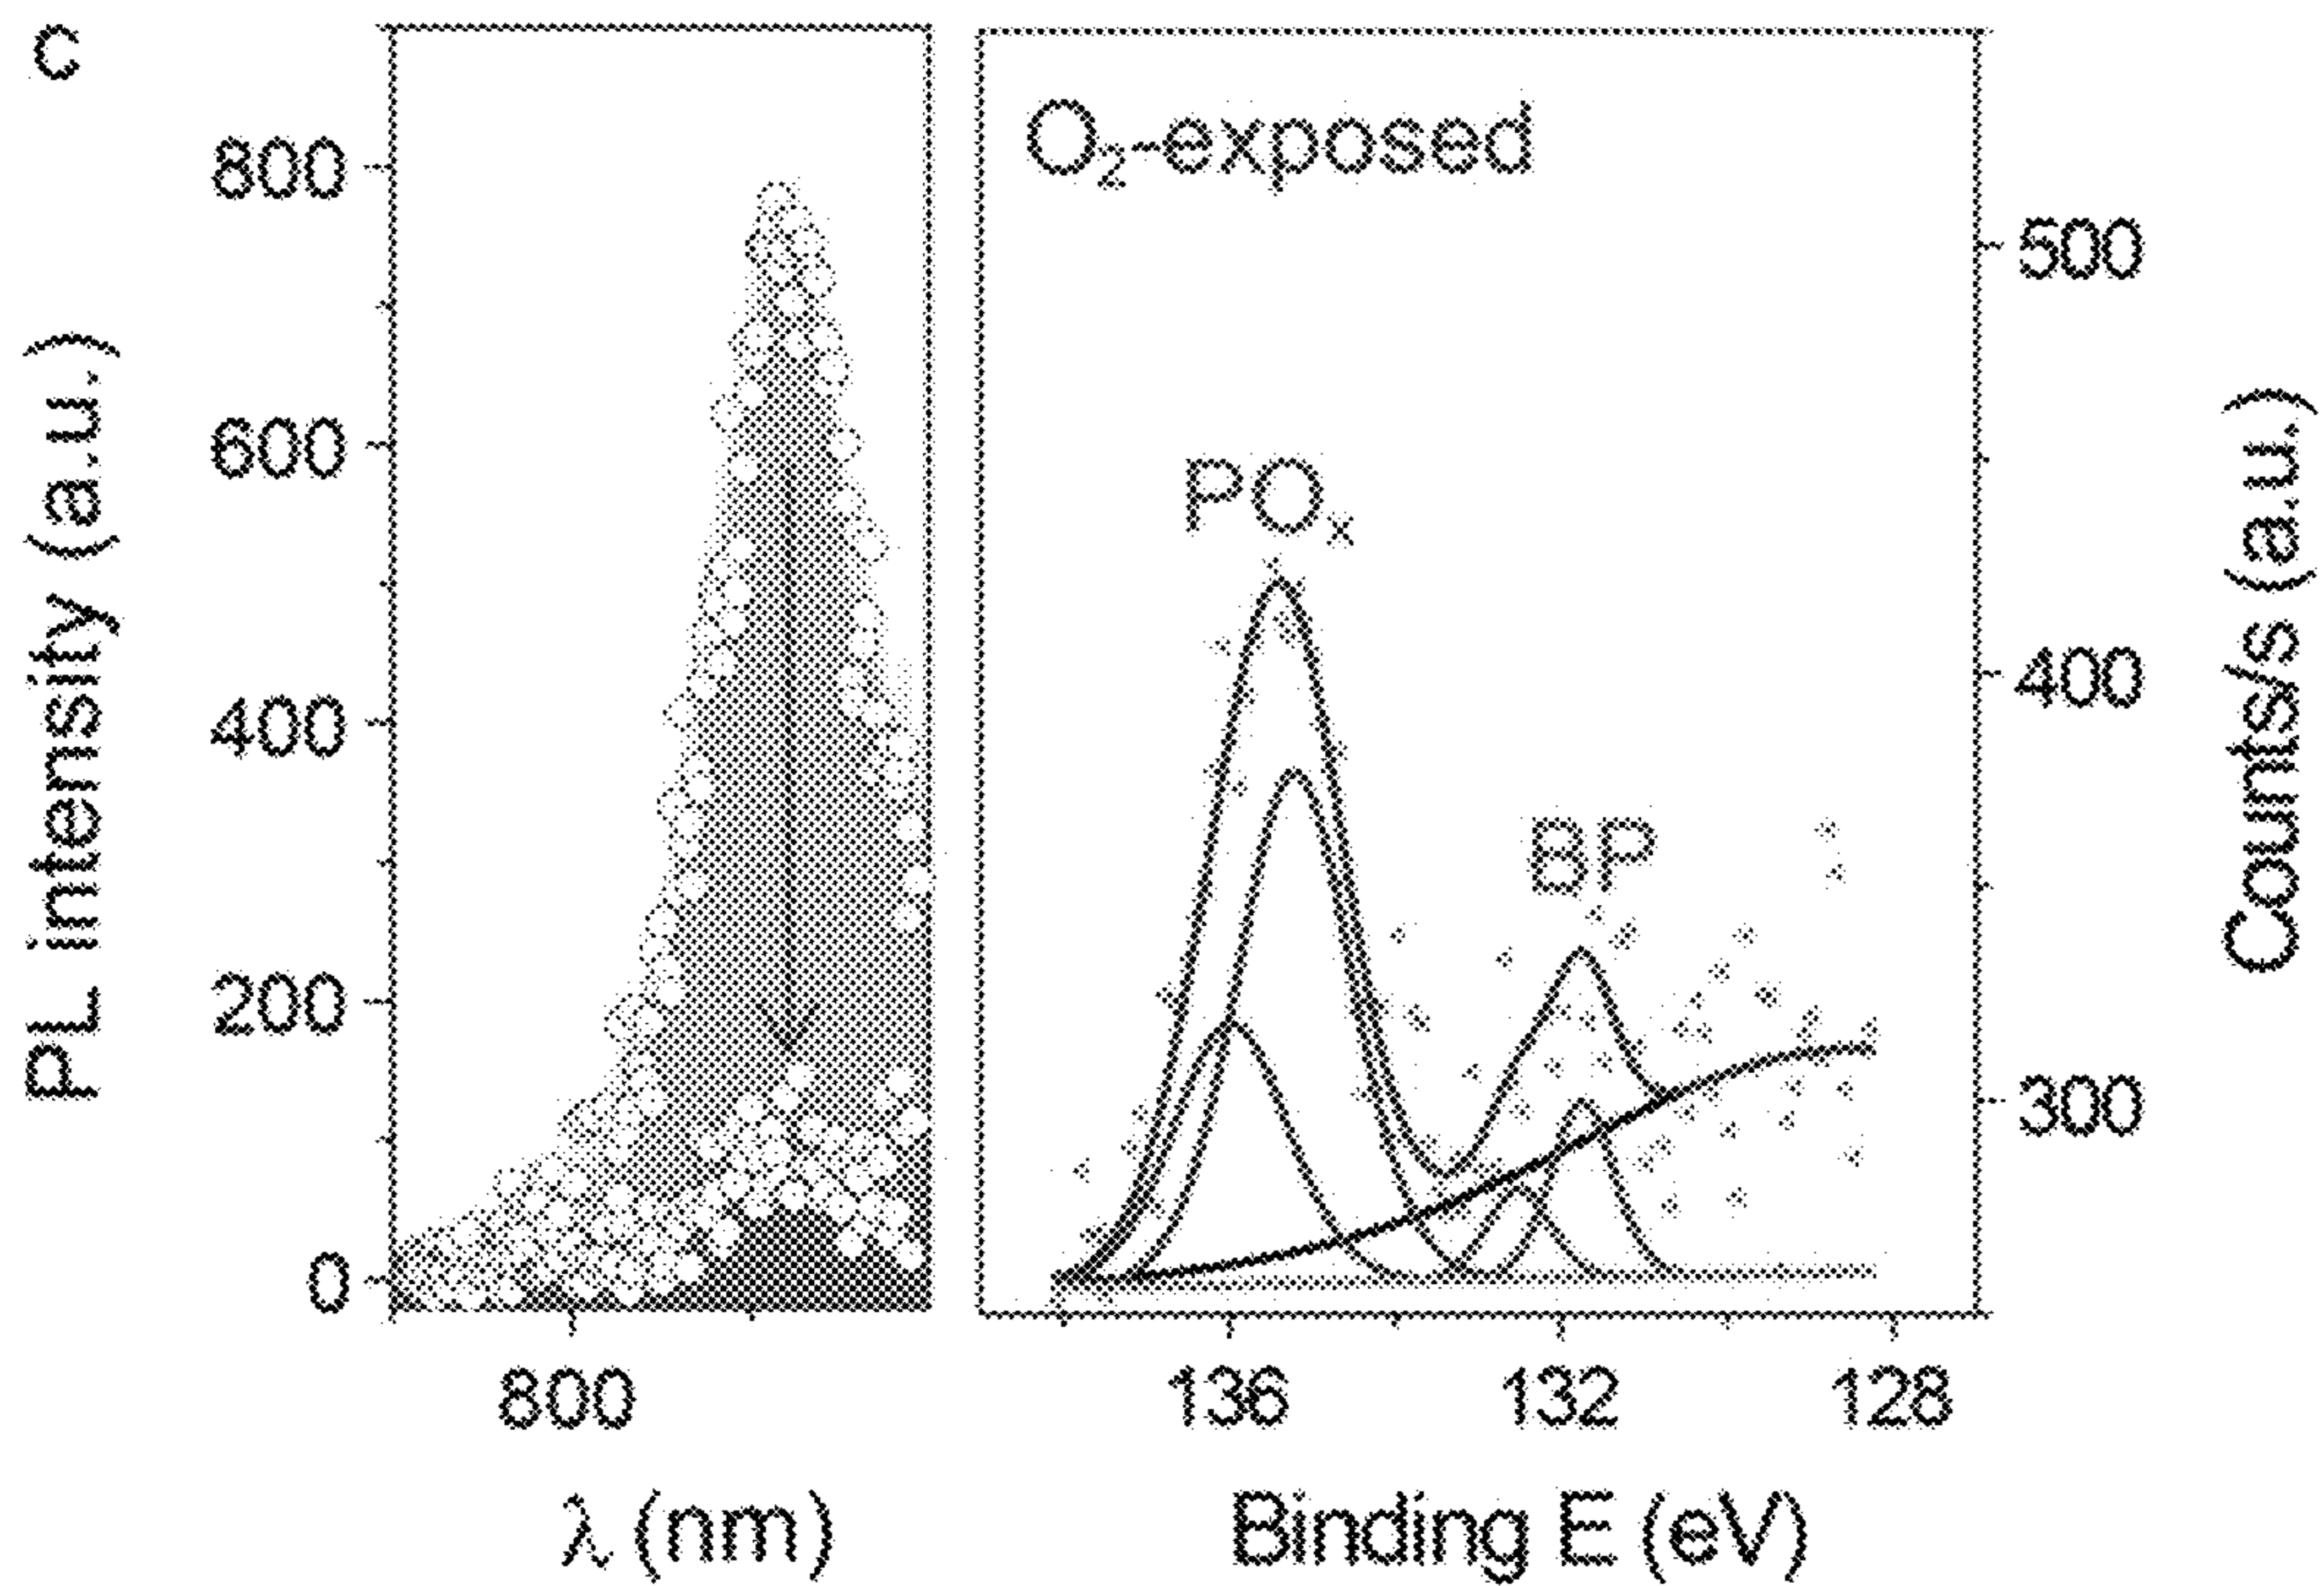 c
PL intensity (a.u.)
800
600
400
200
0
800
λ (nm)
O₂-exposed
POₓ
BP
136
132
128
Binding E (eV)
500
400
300
Counts/s (a.u.)